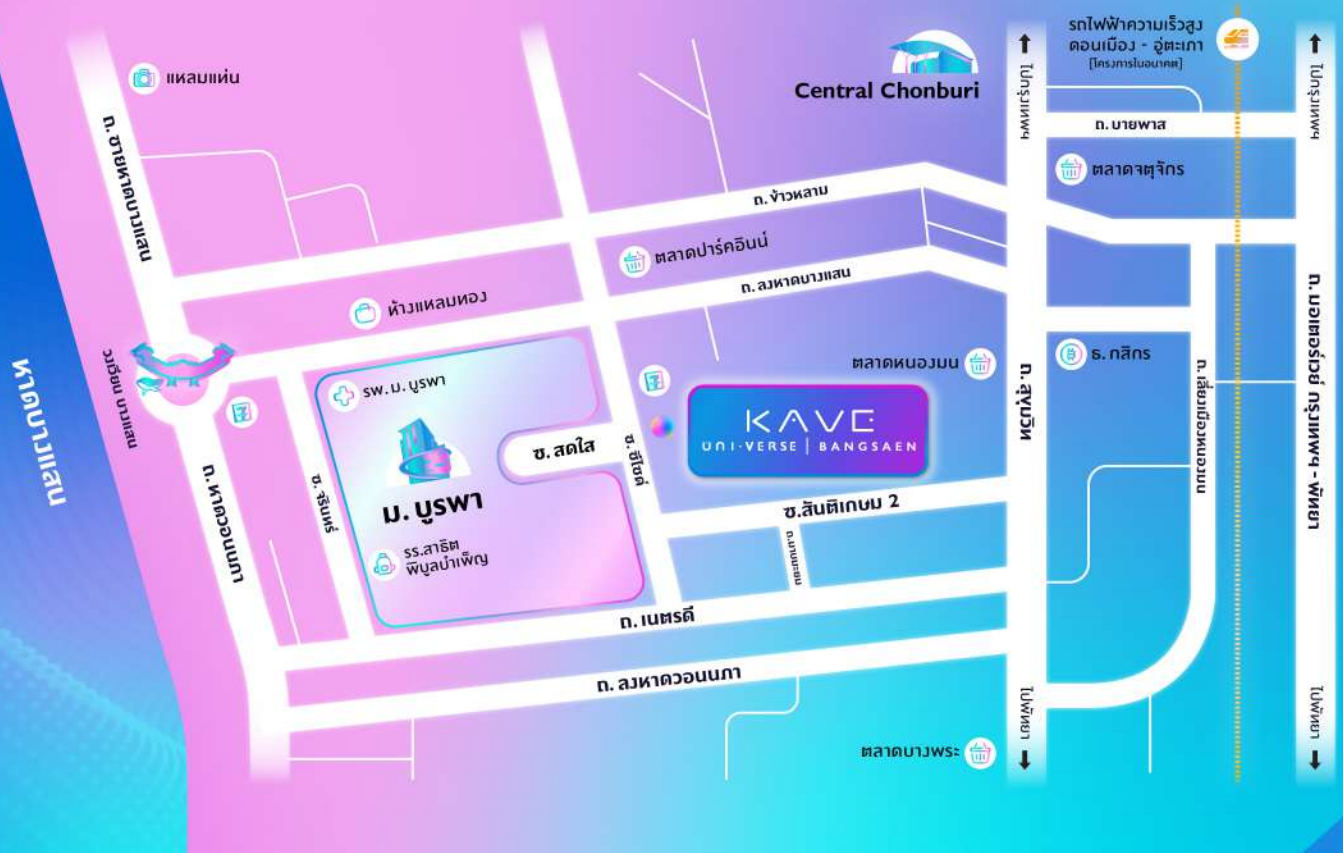 รถไฟฟ้าความเร็วสูง
ดอนเมือง - อู่ตะเภา
[โครงการในอนาคต]
ไปกรุงเทพฯ
ไปกรุงเทพฯ
แหลมแท่น
Central Chonburi
ถ. บายพาส
ถ. ชายหาดบางแสน
ตลาดจตุจักร
ถ. ข้าวหลาม
ตลาดปาร์คอินน์
ถ. ลงหาดบางแสน
ห้างแหลมทอง
หาดบางแสน
วงเวียน บางแสน
รพ. ม. บูรพา
ตลาดหนองมน
ธ. กสิกร
ถ. สุขุมวิท
ถ. เลี่ยงเมืองหนองมน
ถ. มอเตอร์เวย์ กรุงเทพฯ - พัทยา
KAVE
UNI-VERSE | BANGSAEN
ซ. สดใส
ซ. ซีไซด์
ม. บูรพา
ถ. หาดวอนนภา
ซ. จรินทร์
ซ.สันติเกษม 2
รร.สาธิต
พิบูลบำเพ็ญ
ถ. เนตรดี
ถ. ลงหาดวอนนภา
ตลาดบางพระ
ไปพัทยา
ไปพัทยา